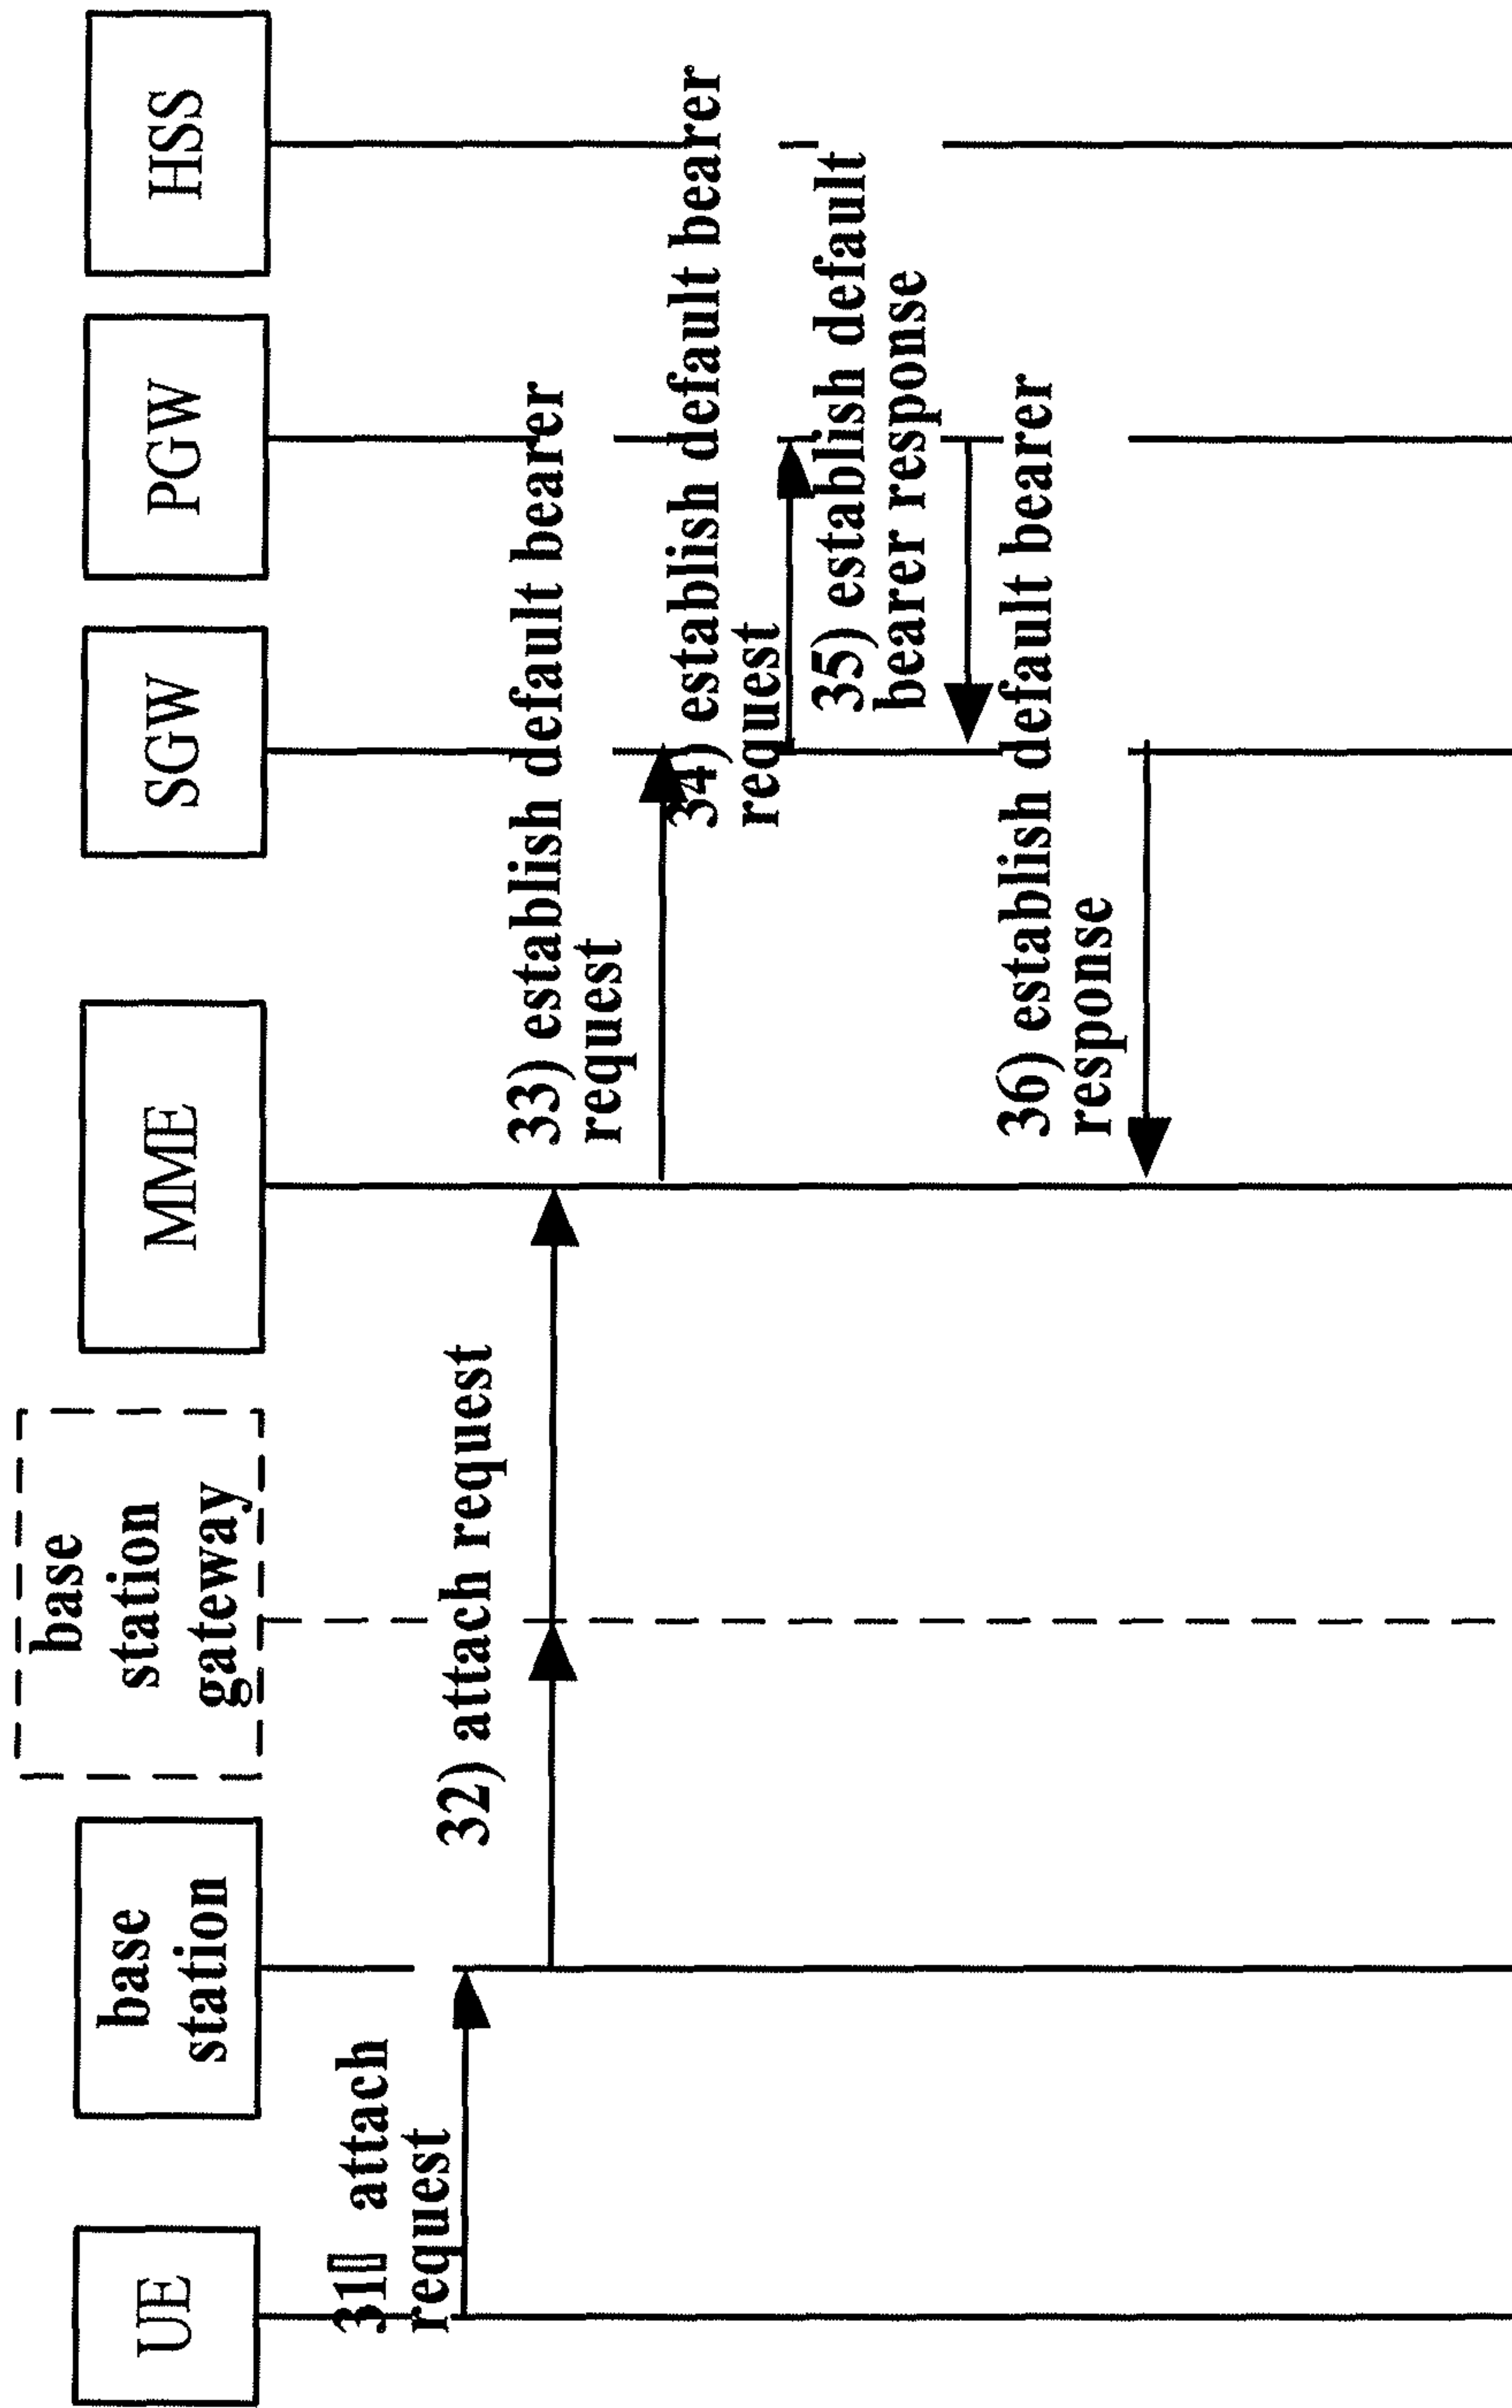 UE
base
station
base
station
gateway
MME
SGW
PGW
HSS
31▯ attach
request
32) attach request
33) establish default bearer
request
34) establish default bearer
request
35) establish default
bearer response
36) establish default bearer
response